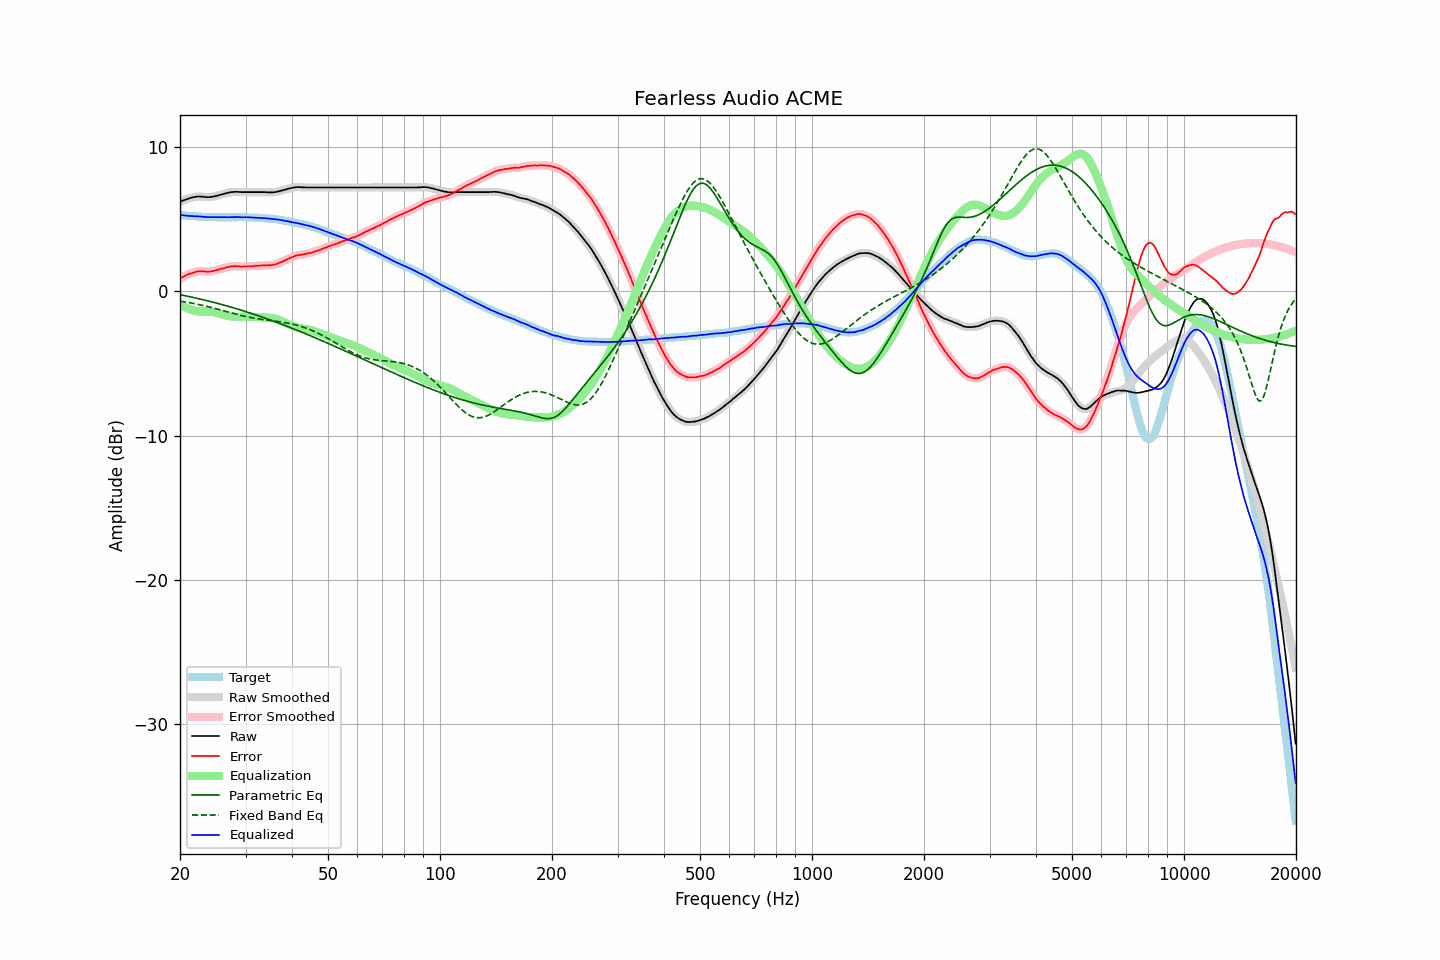 Fearless Audio ACME
10
0
−10
−20
−30
Amplitude (dBr)
Target
Raw Smoothed
Error Smoothed
Raw
Error
Equalization
Parametric Eq
Fixed Band Eq
Equalized
20 50 100 200 500 1000 2000 5000 10000 20000
Frequency (Hz)